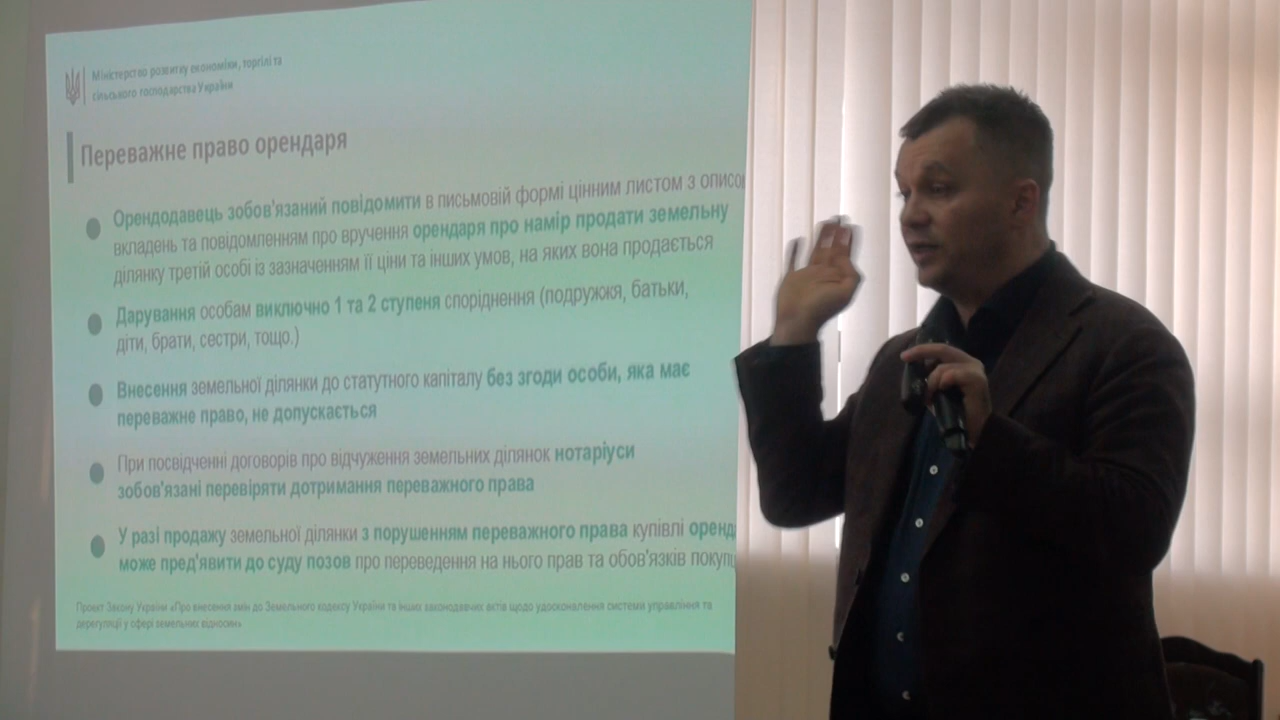 Міністерство розвитку економіки, торгілі та
сільського господарства України
Переважне право орендаря
Орендодавець зобов'язаний повідомити в письмовій формі цінним листом з описо
вкладень та повідомленням про вручення орендаря про намір продати земельну
ділянку третій особі із зазначенням її ціни та інших умов, на яких вона продається
Дарування особам виключно 1 та 2 ступеня споріднення (подружжя, батьки,
діти, брати, сестри, тощо.)
Внесення земельної ділянки до статутного капіталу без згоди особи, яка має
переважне право, не допускається
При посвідченні договорів про відчуження земельних ділянок нотаріуси
зобов'язані перевіряти дотримання переважного права
У разі продажу земельної ділянки з порушенням переважного права купівлі оренд
може пред'явити до суду позов про переведення на нього прав та обов'язків покуп
Проект Закону України «Про внесення змін до Земельного кодексу України та інших законодавчих актів щодо удосконалення системи управління та
дерегуляції у сфері земельних відносин»